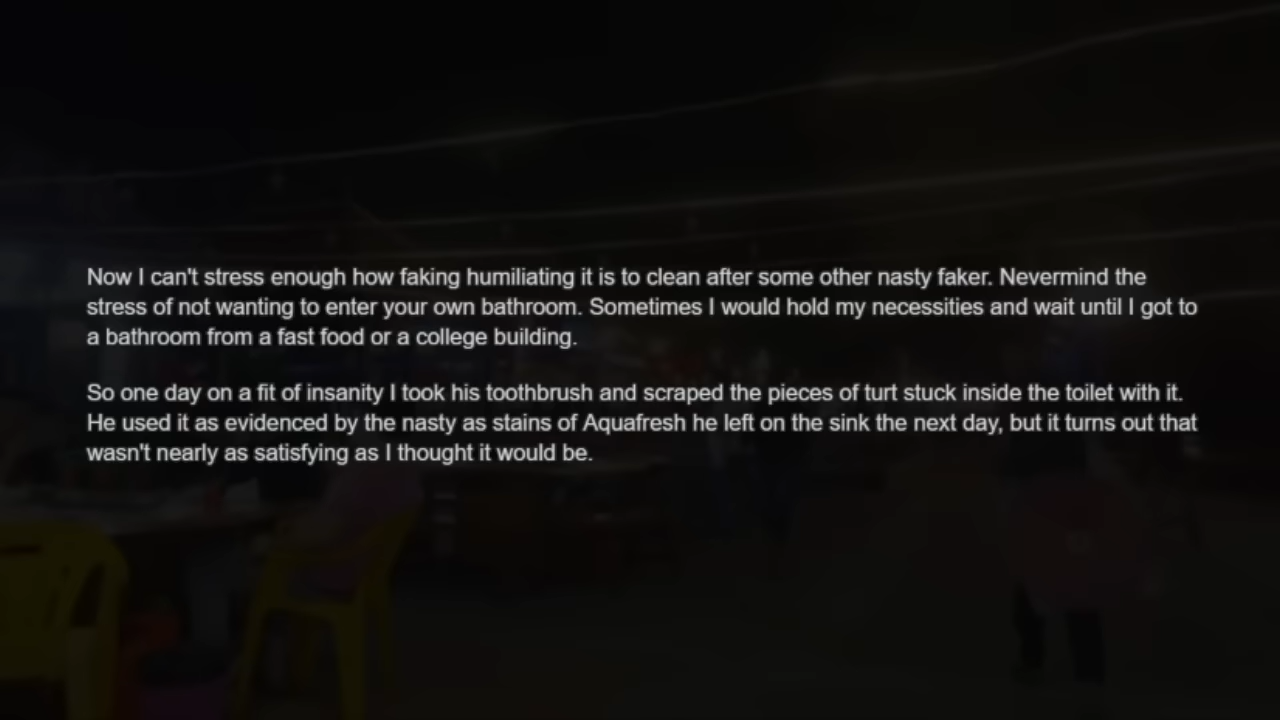 Now I can't stress enough how faking humiliating it is to clean after some other nasty faker. Nevermind the
stress of not wanting to enter your own bathroom. Sometimes I would hold my necessities and wait until I got to
a bathroom from a fast food or a college building.
So one day on a fit of insanity I took his toothbrush and scraped the pieces of turt stuck inside the toilet with it.
He used it as evidenced by the nasty as stains of Aquafresh he left on the sink the next day, but it turns out that
wasn't nearly as satisfying as I thought it would be.